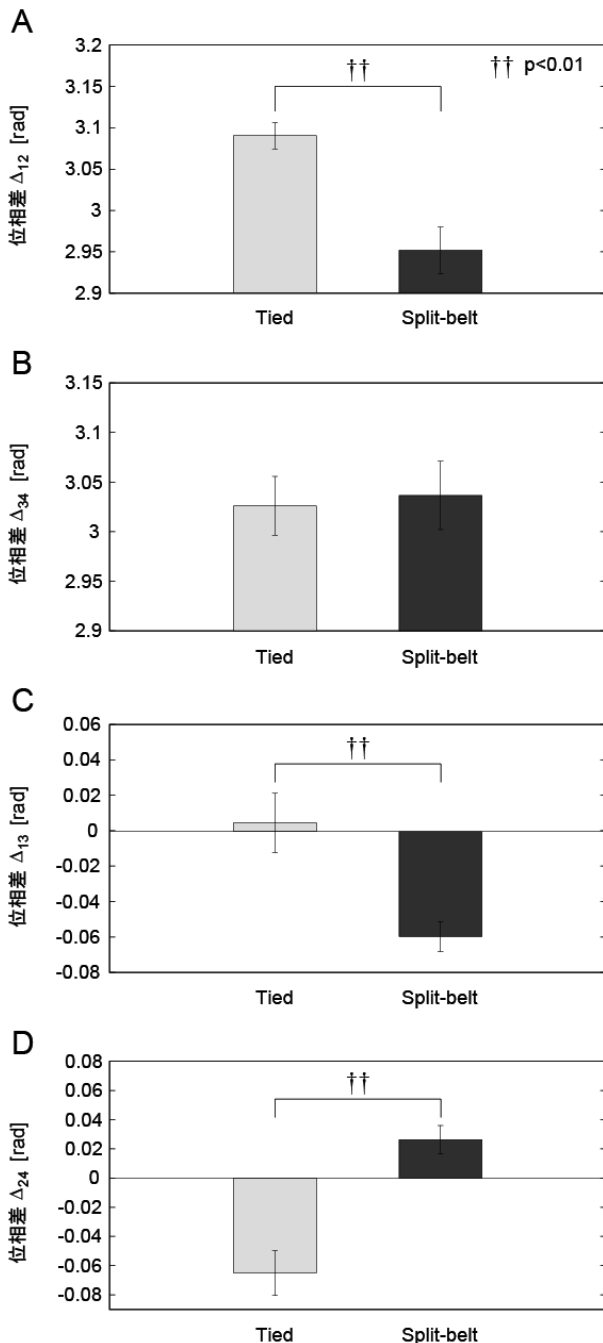 A
3.2
†† †† p<0.01
3.15
3.1
3.05
3
2.95
2.9
位相差 Δ12 [rad]
Tied Split-belt
B
3.15
3.1
3.05
3
2.95
2.9
位相差 Δ34 [rad]
Tied Split-belt
C
0.06
††
0.04
0.02
0
-0.02
-0.04
-0.06
-0.08
位相差 Δ13 [rad]
Tied Split-belt
D
0.08
††
0.06
0.04
0.02
0
-0.02
-0.04
-0.06
-0.08
位相差 Δ24 [rad]
Tied Split-belt